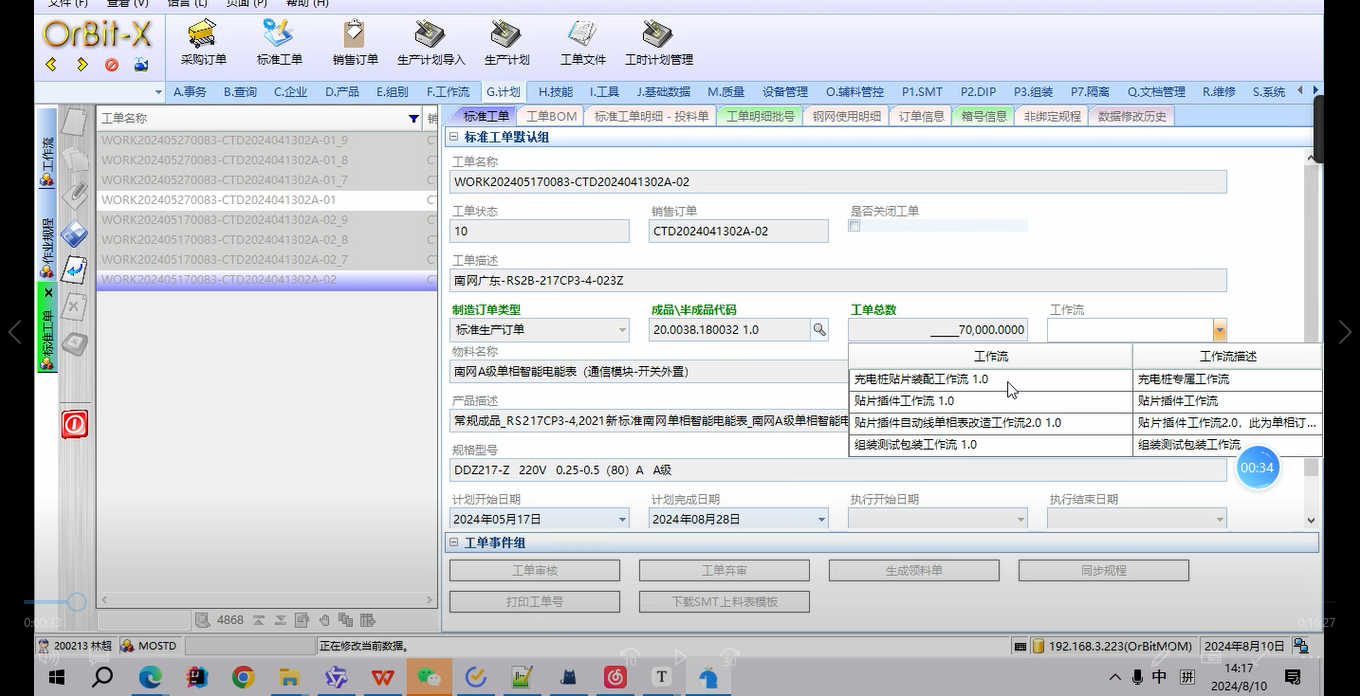 文件 (F) 查看 (V) 语言 (L) 页面 (P) 帮助 (H)
OrBit-X
采购订单 标准工单 销售订单 生产计划导入 生产计划 工单文件 工时计划管理
A.事务 B.查询 C.企业 D.产品 E.组别 F.工作流 G.计划 H.技能 I.工具 J.基础数据 M.质量 设备管理 O.辅料管控 P1.SMT P2.DIP P3.组装 P7.隔离 Q.文档管理 R.维修 S.系统
工作流
作业规程
标准工单
工单名称 销
WORK202405270083-CTD2024041302A-01_9 CT
WORK202405270083-CTD2024041302A-01_8 CT
WORK202405270083-CTD2024041302A-01_7 CT
WORK202405270083-CTD2024041302A-01 CT
WORK202405170083-CTD2024041302A-02_9 CT
WORK202405170083-CTD2024041302A-02_8 CT
WORK202405170083-CTD2024041302A-02_7 CT
WORK202405170083-CTD2024041302A-02 CT
4868
标准工单 工单BOM 标准工单明细 - 投料单 工单明细批号 钢网使用明细 订单信息 箱号信息 非绑定规程 数据修改历史
标准工单默认组
工单名称
WORK202405170083-CTD2024041302A-02
工单状态 销售订单 是否关闭工单
10 CTD2024041302A-02
工单描述
南网广东-RS2B-217CP3-4-023Z
制造订单类型 成品\半成品代码 工单总数 工作流
标准生产订单 20.0038.180032 1.0 _____70,000.0000
物料名称
南网A级单相智能电能表（通信模块-开关外置）
产品描述
常规成品_RS217CP3-4,2021新标准南网单相智能电能表_南网A级单相智能电
工作流 工作流描述
充电桩贴片装配工作流 1.0 充电桩专属工作流
贴片插件工作流 1.0 贴片插件工作流
贴片插件自动线单相表改造工作流2.0 1.0 贴片插件工作流2.0，此为单相订...
组装测试包装工作流 1.0 组装测试包装工作流
规格型号
DDZ217-Z 220V 0.25-0.5（80）A A级
00:34
计划开始日期 计划完成日期 执行开始日期 执行结束日期
2024年05月17日 2024年08月28日
工单事件组
工单审核 工单弃审 生成领料单 同步规程
打印工单号 下载SMT上料表模板
0:00:33 0:16:27
200213 林超 MOSTD 正在修改当前数据。 192.168.3.223(OrBitMOM) 2024年8月10日
10 30
中 拼 14:17
2024/8/10